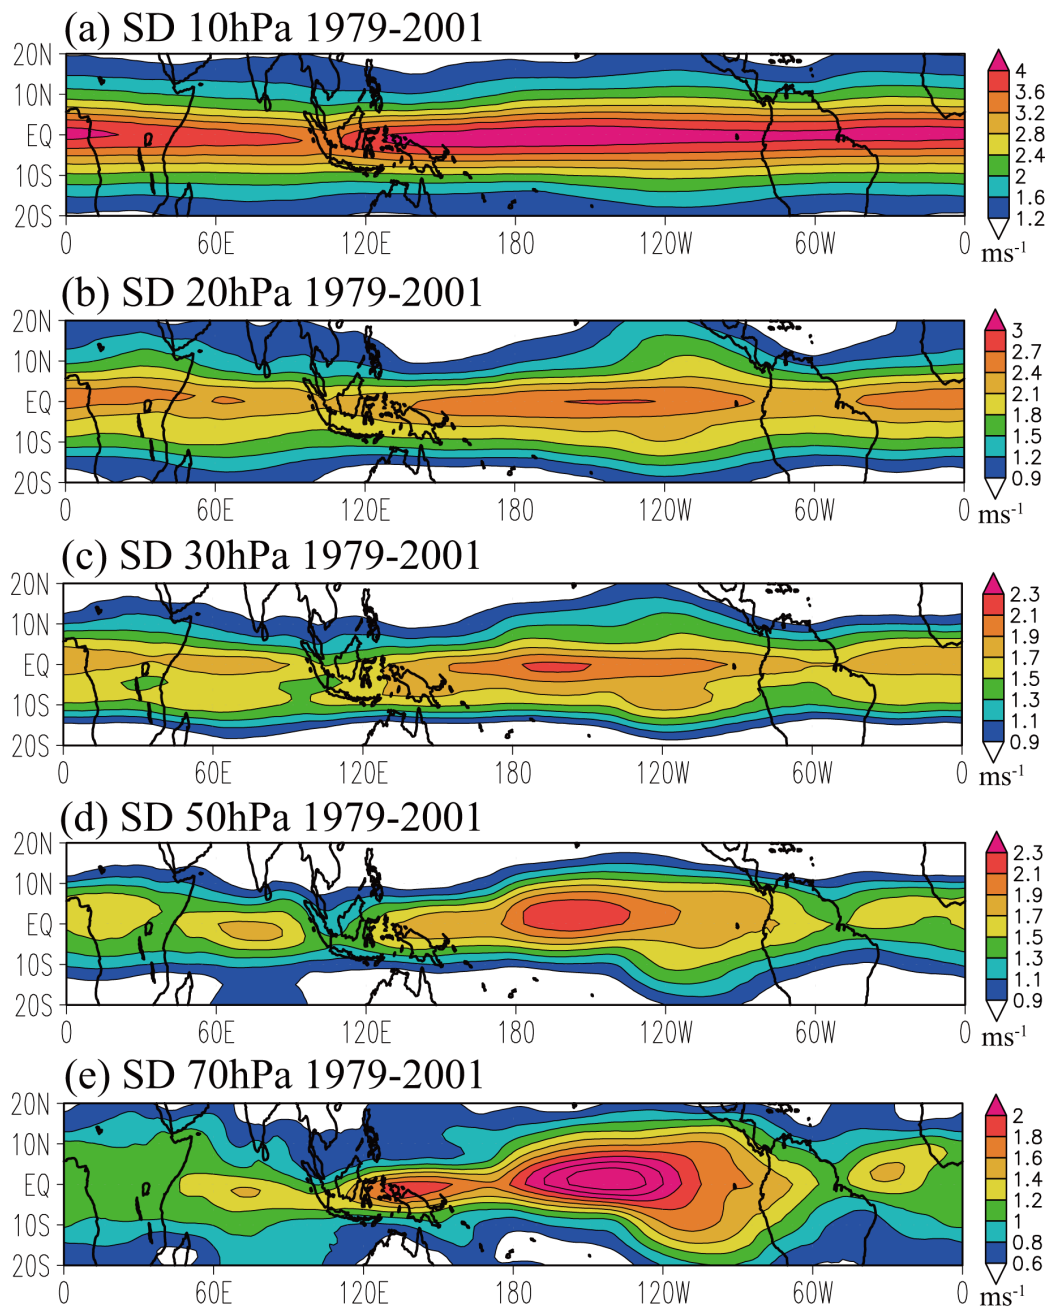 (a) SD 10hPa 1979-2001
20N
10N
EQ
10S
20S
0 60E 120E 180 120W 60W 0
4
3.6
3.2
2.8
2.4
2
1.6
1.2
ms-1
(b) SD 20hPa 1979-2001
20N
10N
EQ
10S
20S
0 60E 120E 180 120W 60W 0
3
2.7
2.4
2.1
1.8
1.5
1.2
0.9
ms-1
(c) SD 30hPa 1979-2001
20N
10N
EQ
10S
20S
0 60E 120E 180 120W 60W 0
2.3
2.1
1.9
1.7
1.5
1.3
1.1
0.9
ms-1
(d) SD 50hPa 1979-2001
20N
10N
EQ
10S
20S
0 60E 120E 180 120W 60W 0
2.3
2.1
1.9
1.7
1.5
1.3
1.1
0.9
ms-1
(e) SD 70hPa 1979-2001
20N
10N
EQ
10S
20S
0 60E 120E 180 120W 60W 0
2
1.8
1.6
1.4
1.2
1
0.8
0.6
ms-1